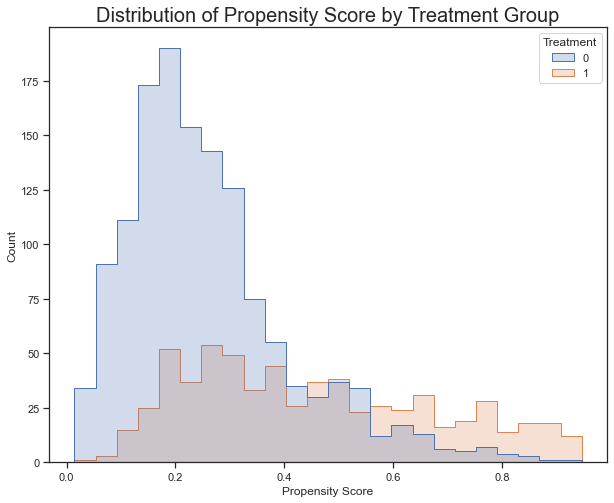 Distribution of Propensity Score by Treatment Group
Treatment
0
1
175
150
125
100
75
50
25
0
Count
0.0 0.2 0.4 0.6 0.8
Propensity Score